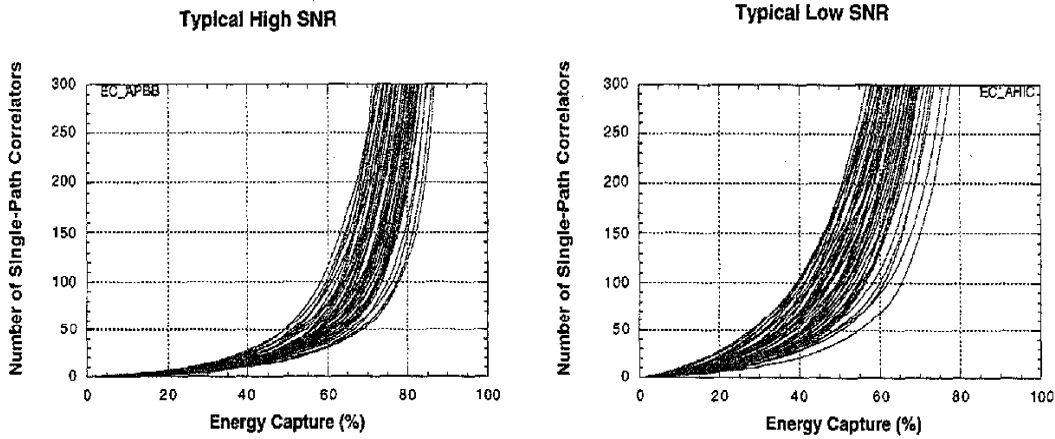 Typical High SNR
Number of Single-Path Correlators
300
250
200
150
100
50
0
EC_APBB
0 20 40 60 80 100
Energy Capture (%)
Typical Low SNR
Number of Single-Path Correlators
300
250
200
150
100
50
0
EC_AHIC
0 20 40 60 80 100
Energy Capture (%)